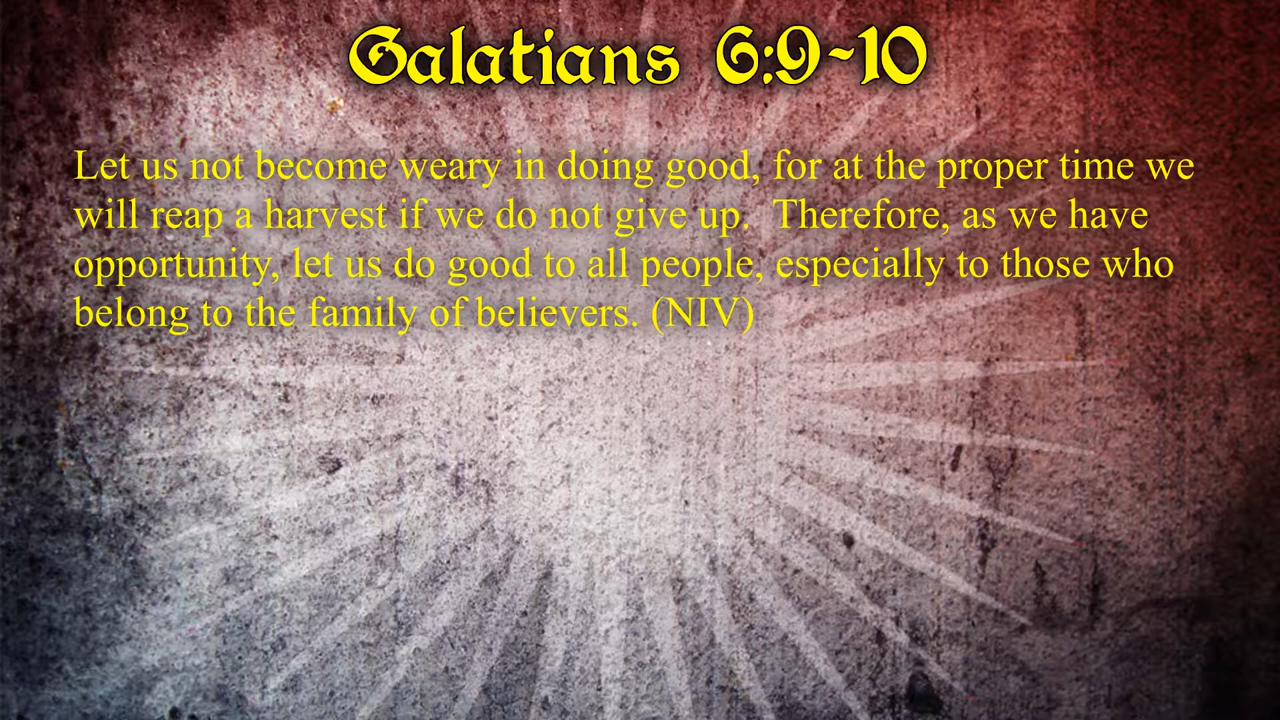 Galatians 6:9~10
Let us not become weary in doing good, for at the proper time we
will reap a harvest if we do not give up.  Therefore, as we have
opportunity, let us do good to all people, especially to those who
belong to the family of believers. (NIV)